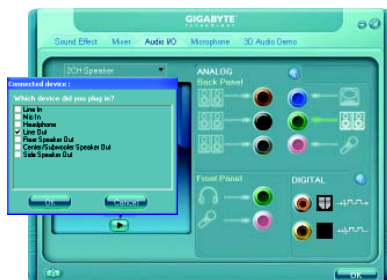 GIGABYTE
TECHNOLOGY
Sound Effect Mixer Audio I/O Microphone 3D Audio Demo
2CH Speaker
ANALOG
Back Panel
Connected device :
Which device did you plug in?
Line In
Mic In
Headphone
Line Out
Rear Speaker Out
Center/Subwoofer Speaker Out
Side Speaker Out
OK Cancel
Front Panel
DIGITAL
OK